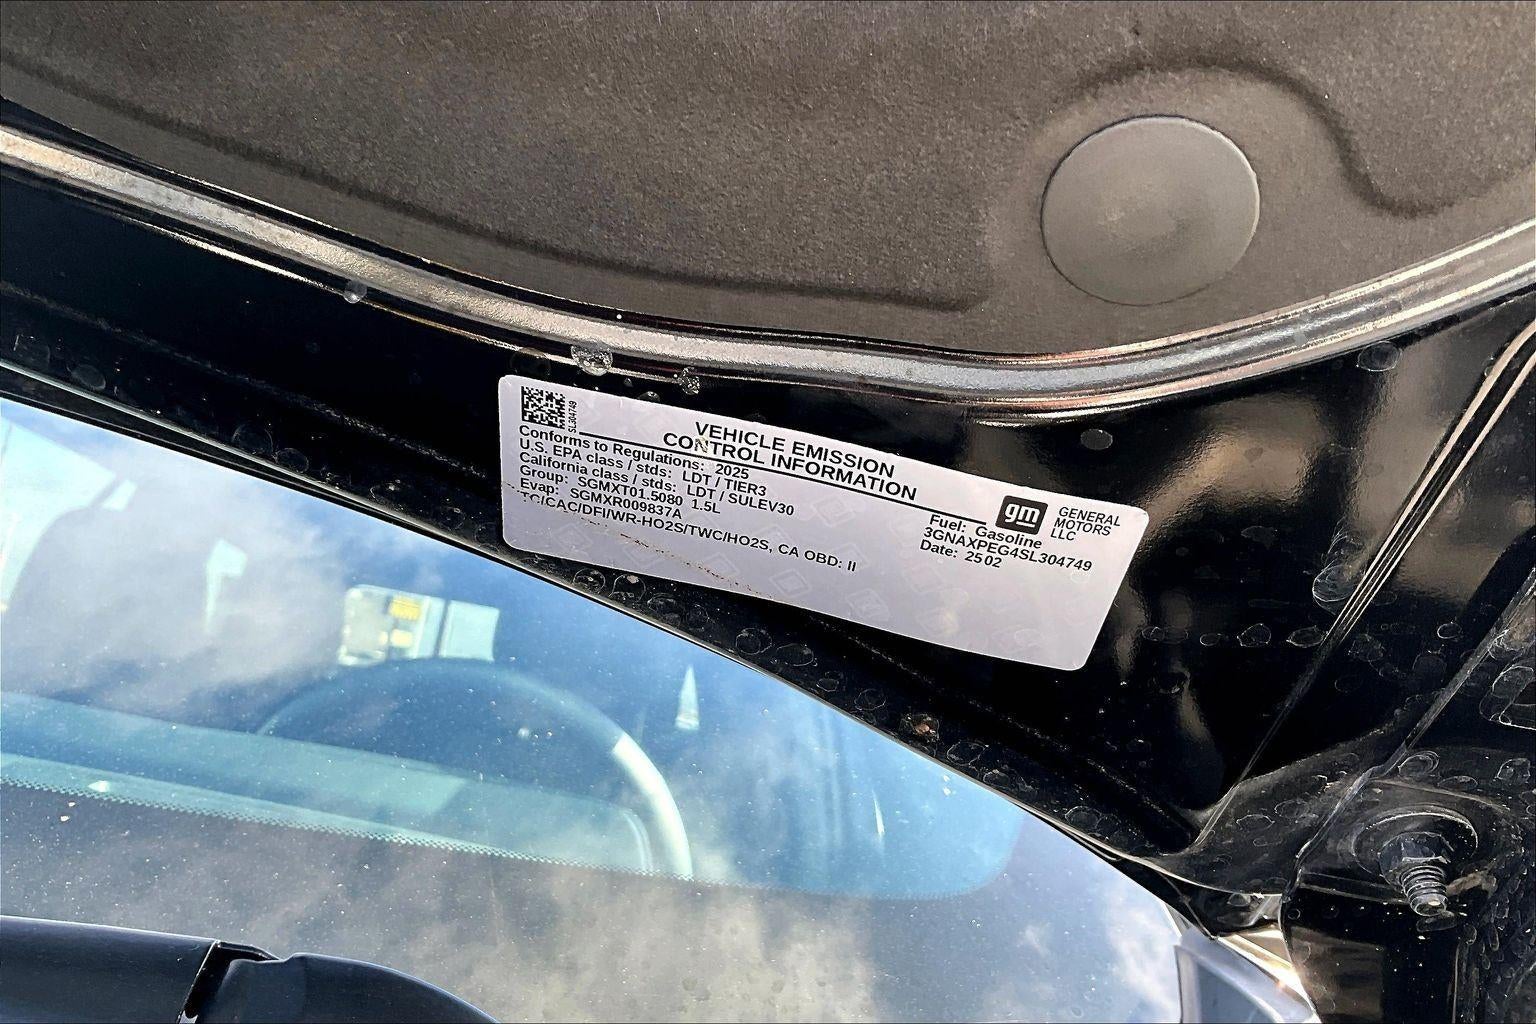 SL304749
VEHICLE EMISSION
CONTROL INFORMATION
Conforms to Regulations: 2025
U.S. EPA class / stds: LDT / TIER3
California class / stds: LDT / SULEV30
Group: SGMXT01.5080 1.5L
Evap: SGMXR009837A
TC/CAC/DFI/WR-HO2S/TWC/HO2S, CA OBD: II
gm GENERAL
MOTORS
LLC
Fuel: Gasoline
3GNAXPEG4SL304749
Date: 2502